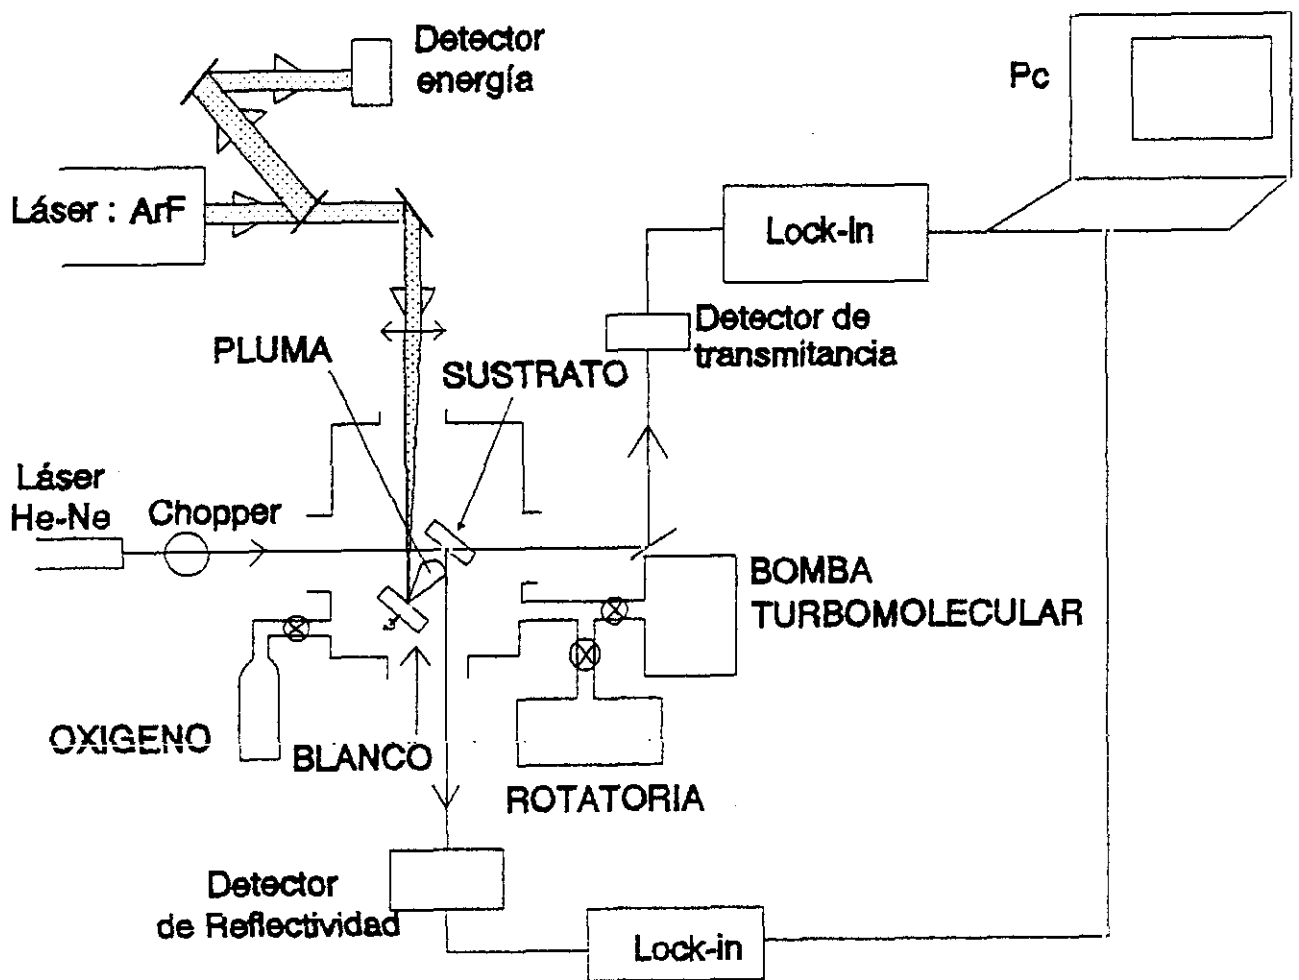 Detector
energía
Pc
Láser : ArF
Lock-in
Detector de
transmitancia
PLUMA
SUSTRATO
Láser
He-Ne
Chopper
BOMBA
TURBOMOLECULAR
OXIGENO
BLANCO
ROTATORIA
Detector
de Reflectividad
Lock-in